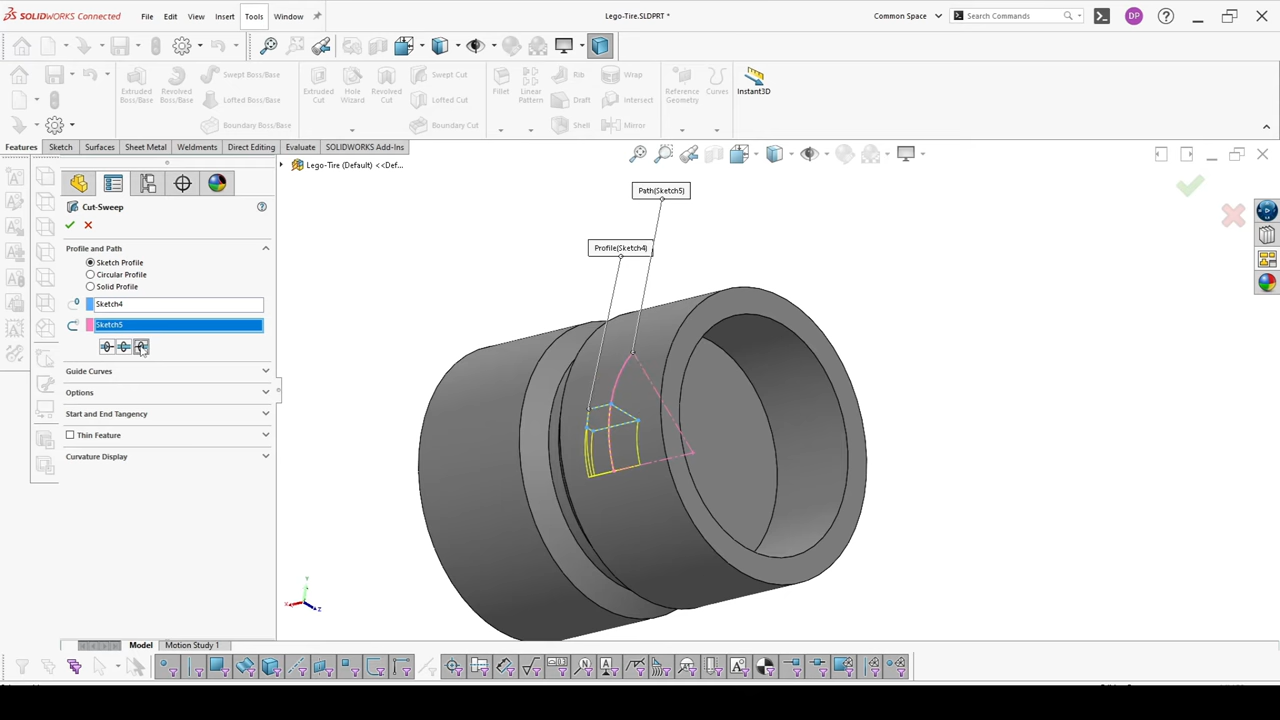 SOLIDWORKS Connected
File
Edit
View
Insert
Tools
Window
Lego-Tire.SLDPRT *
Common Space
Search Commands
DP
Extruded Boss/Base
Revolved Boss/Base
Swept Boss/Base
Lofted Boss/Base
Boundary Boss/Base
Extruded Cut
Hole Wizard
Revolved Cut
Swept Cut
Lofted Cut
Boundary Cut
Fillet
Linear Pattern
Rib
Draft
Shell
Wrap
Intersect
Mirror
Reference Geometry
Curves
Instant3D
Features
Sketch
Surfaces
Sheet Metal
Weldments
Direct Editing
Evaluate
SOLIDWORKS Add-Ins
Lego-Tire (Default) <<Def...
Cut-Sweep
Profile and Path
Sketch Profile
Circular Profile
Solid Profile
Sketch4
Sketch5
Guide Curves
Options
Start and End Tangency
Thin Feature
Curvature Display
Path(Sketch5)
Profile(Sketch4)
Y
X
Z
Model
Motion Study 1